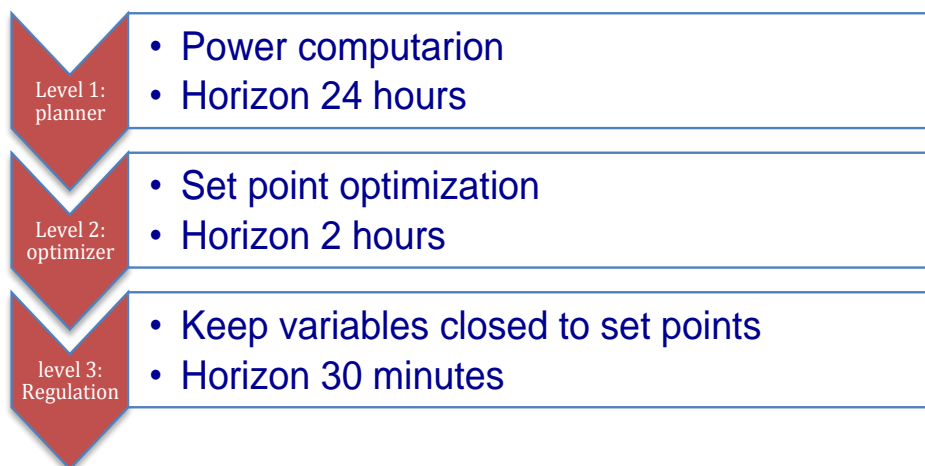 Level 1:
planner
• Power computarion
• Horizon 24 hours
Level 2:
optimizer
• Set point optimization
• Horizon 2 hours
level 3:
Regulation
• Keep variables closed to set points
• Horizon 30 minutes